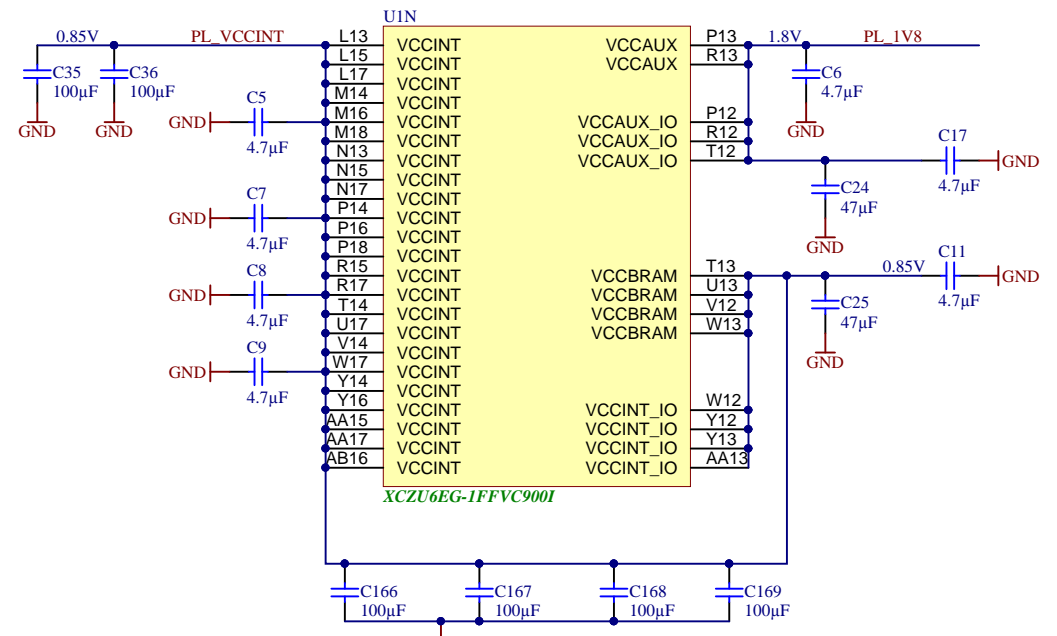 U1N
0.85V
PL_VCCINT
C35
100µF
GND
C36
100µF
GND
C5
4.7µF
GND
C7
4.7µF
GND
C8
4.7µF
GND
C9
4.7µF
GND
L13 VCCINT
L15 VCCINT
L17 VCCINT
M14 VCCINT
M16 VCCINT
M18 VCCINT
N13 VCCINT
N15 VCCINT
N17 VCCINT
P14 VCCINT
P16 VCCINT
P18 VCCINT
R15 VCCINT
R17 VCCINT
T14 VCCINT
U17 VCCINT
V14 VCCINT
W17 VCCINT
Y14 VCCINT
Y16 VCCINT
AA15 VCCINT
AA17 VCCINT
AB16 VCCINT
VCCAUX P13
VCCAUX R13
VCCAUX_IO P12
VCCAUX_IO R12
VCCAUX_IO T12
VCCBRAM T13
VCCBRAM U13
VCCBRAM V12
VCCBRAM W13
VCCINT_IO W12
VCCINT_IO Y12
VCCINT_IO Y13
VCCINT_IO AA13
XCZU6EG-1FFVC900I
1.8V
PL_1V8
C6
4.7µF
GND
C17
4.7µF
GND
C24
47µF
GND
0.85V
C11
4.7µF
GND
C25
47µF
GND
C166
100µF
C167
100µF
C168
100µF
C169
100µF